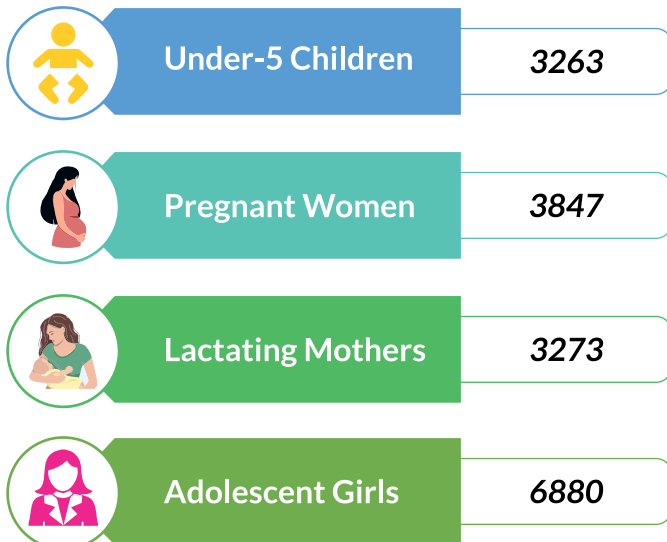 Under-5 Children 3263
Pregnant Women 3847
Lactating Mothers 3273
Adolescent Girls 6880